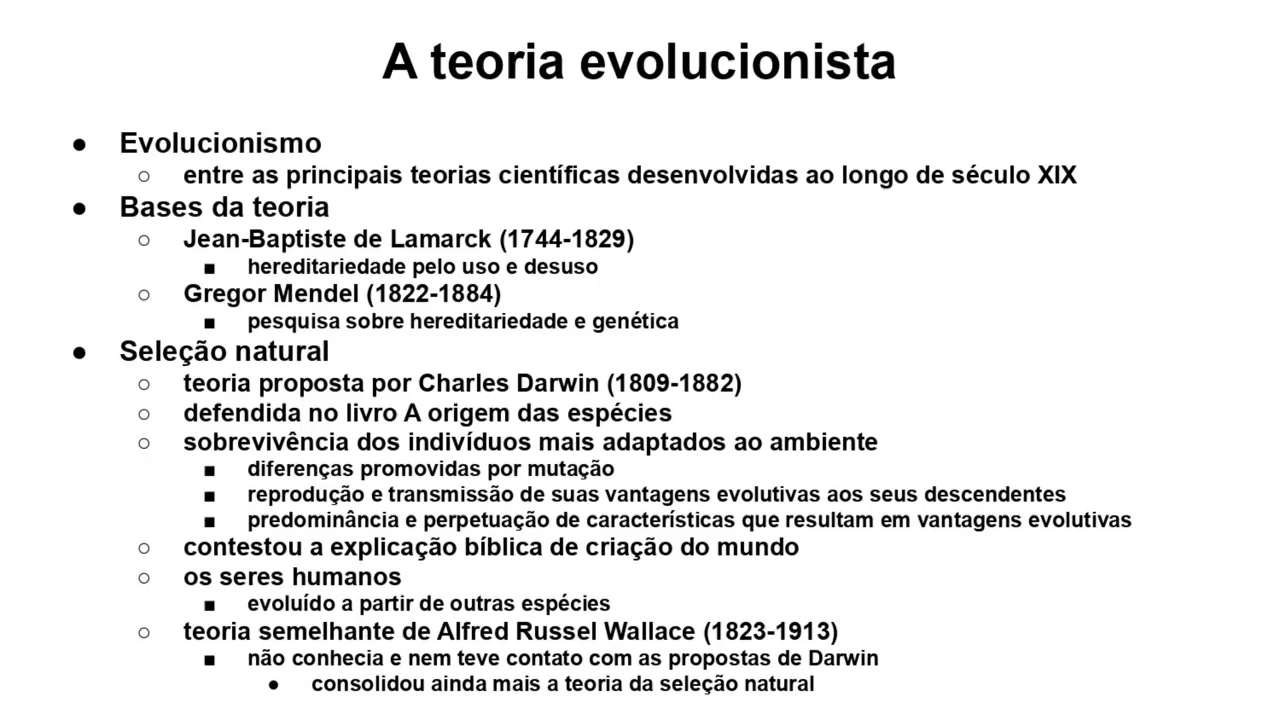 A teoria evolucionista
● Evolucionismo
○ entre as principais teorias científicas desenvolvidas ao longo de século XIX
● Bases da teoria
○ Jean-Baptiste de Lamarck (1744-1829)
■ hereditariedade pelo uso e desuso
○ Gregor Mendel (1822-1884)
■ pesquisa sobre hereditariedade e genética
● Seleção natural
○ teoria proposta por Charles Darwin (1809-1882)
○ defendida no livro A origem das espécies
○ sobrevivência dos indivíduos mais adaptados ao ambiente
■ diferenças promovidas por mutação
■ reprodução e transmissão de suas vantagens evolutivas aos seus descendentes
■ predominância e perpetuação de características que resultam em vantagens evolutivas
○ contestou a explicação bíblica de criação do mundo
○ os seres humanos
■ evoluído a partir de outras espécies
○ teoria semelhante de Alfred Russel Wallace (1823-1913)
■ não conhecia e nem teve contato com as propostas de Darwin
● consolidou ainda mais a teoria da seleção natural